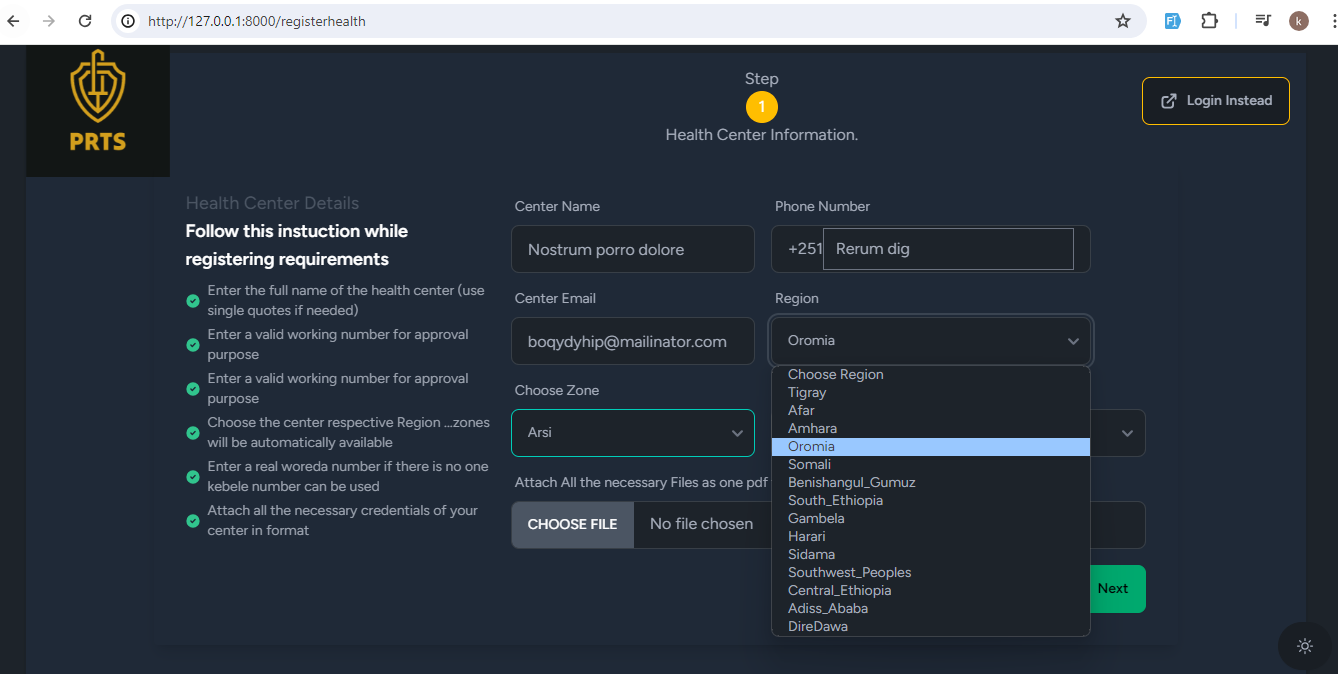 http://127.0.0.1:8000/registerhealth
k
PRTS
Step
1
Health Center Information.
Login Instead
Health Center Details
Follow this instuction while
registering requirements
Enter the full name of the health center (use
single quotes if needed)
Enter a valid working number for approval
purpose
Enter a valid working number for approval
purpose
Choose the center respective Region ...zones
will be automatically available
Enter a real woreda number if there is no one
kebele number can be used
Attach all the necessary credentials of your
center in format
Center Name
Nostrum porro dolore
Phone Number
+251
Rerum dig
Center Email
boqydyhip@mailinator.com
Region
Oromia
Choose Region
Tigray
Afar
Amhara
Oromia
Somali
Benishangul_Gumuz
South_Ethiopia
Gambela
Harari
Sidama
Southwest_Peoples
Central_Ethiopia
Adiss_Ababa
DireDawa
Choose Zone
Arsi
Attach All the necessary Files as one pdf
CHOOSE FILE
No file chosen
Next